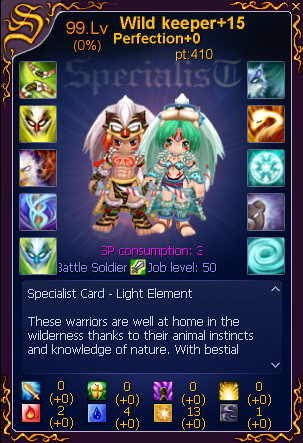 S
99.Lv
(0%)
Wild keeper+15
Perfection+0
pt:410
SpecialisT
SP consumption: 3
Battle Soldier Job level: 50
Specialist Card - Light Element
These warriors are well at home in the
wilderness thanks to their animal instincts
and knowledge of nature. With bestial
0 0 0 0
(+0) (+0) (+0) (+0)
2 4 13 1
(+0) (+0) (+0) (+0)